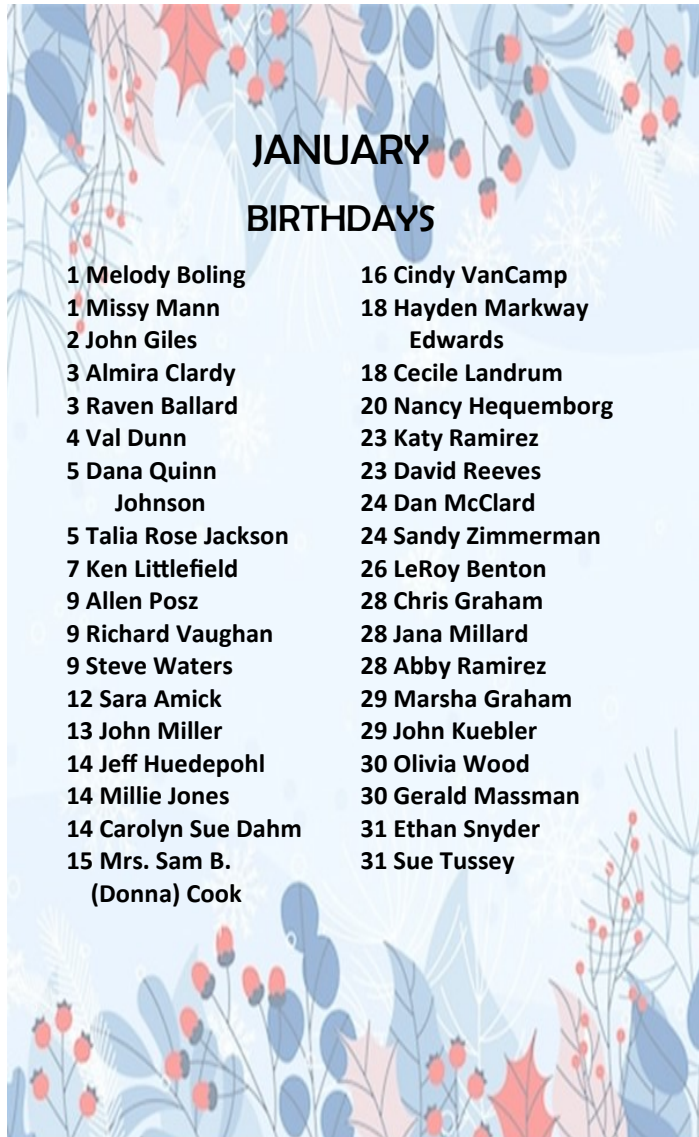 JANUARY
BIRTHDAYS
1 Melody Boling
1 Missy Mann
2 John Giles
3 Almira Clardy
3 Raven Ballard
4 Val Dunn
5 Dana Quinn
Johnson
5 Talia Rose Jackson
7 Ken Littlefield
9 Allen Posz
9 Richard Vaughan
9 Steve Waters
12 Sara Amick
13 John Miller
14 Jeff Huedepohl
14 Millie Jones
14 Carolyn Sue Dahm
15 Mrs. Sam B.
(Donna) Cook
16 Cindy VanCamp
18 Hayden Markway
Edwards
18 Cecile Landrum
20 Nancy Hequemborg
23 Katy Ramirez
23 David Reeves
24 Dan McClard
24 Sandy Zimmerman
26 LeRoy Benton
28 Chris Graham
28 Jana Millard
28 Abby Ramirez
29 Marsha Graham
29 John Kuebler
30 Olivia Wood
30 Gerald Massman
31 Ethan Snyder
31 Sue Tussey